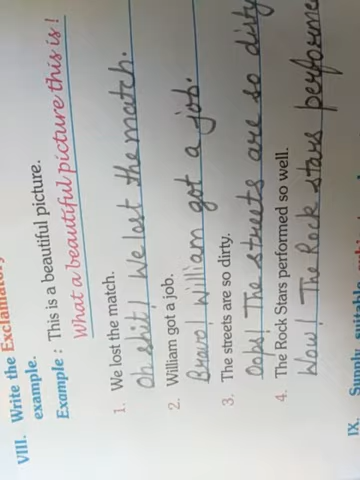 VIII. Write the Exclamatory
example.
Example : This is a beautiful picture.
What a beautiful picture this is!
1. We lost the match.
Oh shit! We lost the match.
2. William got a job.
Bravo! William got a job.
3. The streets are so dirty.
Oops! The streets are so dirty
4. The Rock Stars performed so well.
Wow! The Rock stars performe
IX. suitable